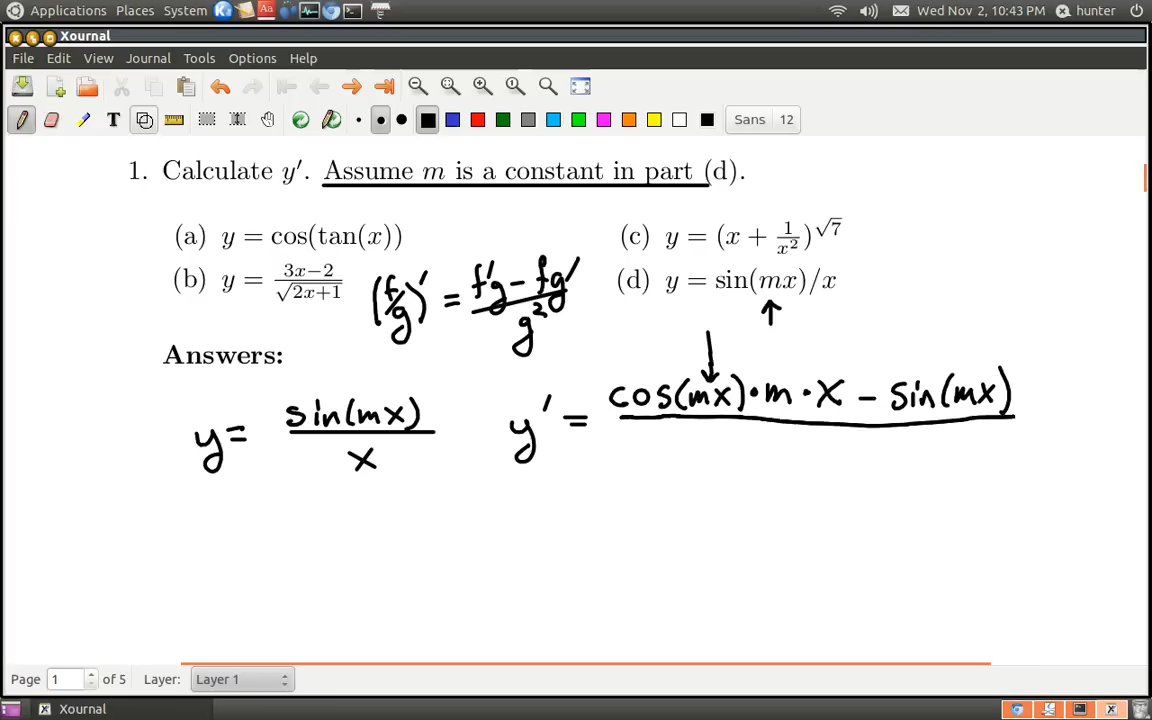 Applications Places System Aa Wed Nov 2, 10:43 PM hunter
Xournal
File Edit View Journal Tools Options Help
T Sans 12
1. Calculate y′. Assume m is a constant in part (d).
(a) y = cos(tan(x))
(c) y = (x + 1/x²)^√7
(b) y = (3x−2)/√(2x+1)
(f/g)′ = (f′g − fg′)/g²
(d) y = sin(mx)/x
↑
Answers:
↓
y = sin(mx)/x
y′ = cos(mx)·m·x − sin(mx)
Page 1 of 5 Layer: Layer 1
Xournal